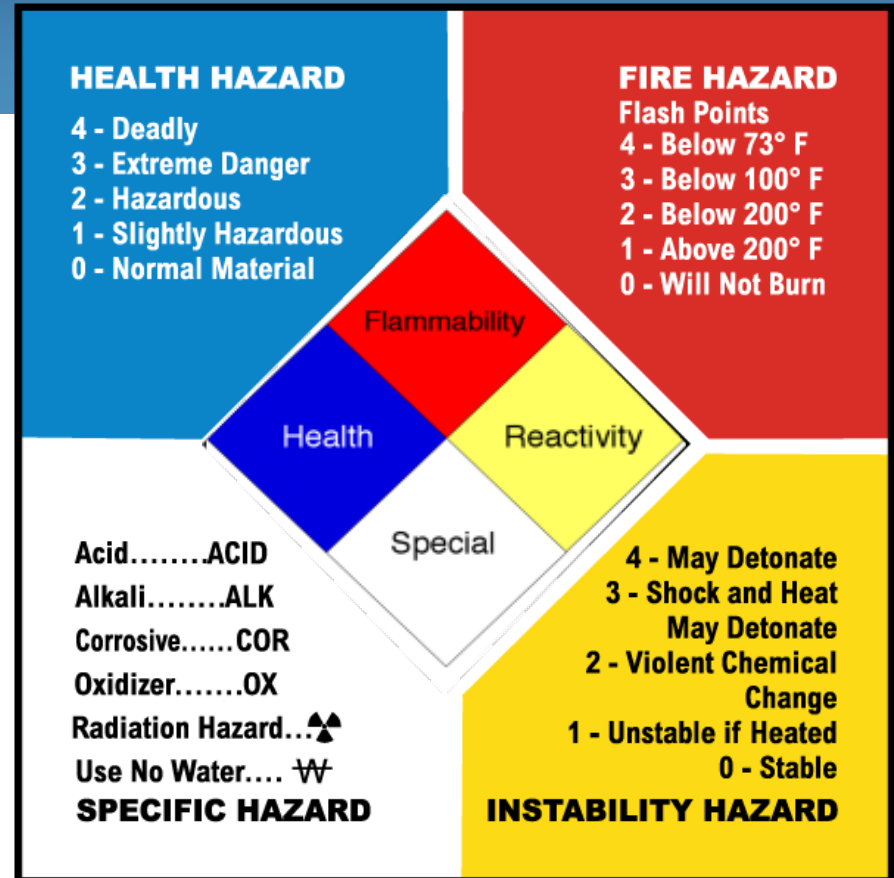 HEALTH HAZARD
4 - Deadly
3 - Extreme Danger
2 - Hazardous
1 - Slightly Hazardous
0 - Normal Material
FIRE HAZARD
Flash Points
4 - Below 73° F
3 - Below 100° F
2 - Below 200° F
1 - Above 200° F
0 - Will Not Burn
Flammability
Health
Reactivity
Special
Acid........ACID
Alkali........ALK
Corrosive......COR
Oxidizer.......OX
Radiation Hazard...☢
Use No Water.... W̶
SPECIFIC HAZARD
4 - May Detonate
3 - Shock and Heat
May Detonate
2 - Violent Chemical
Change
1 - Unstable if Heated
0 - Stable
INSTABILITY HAZARD